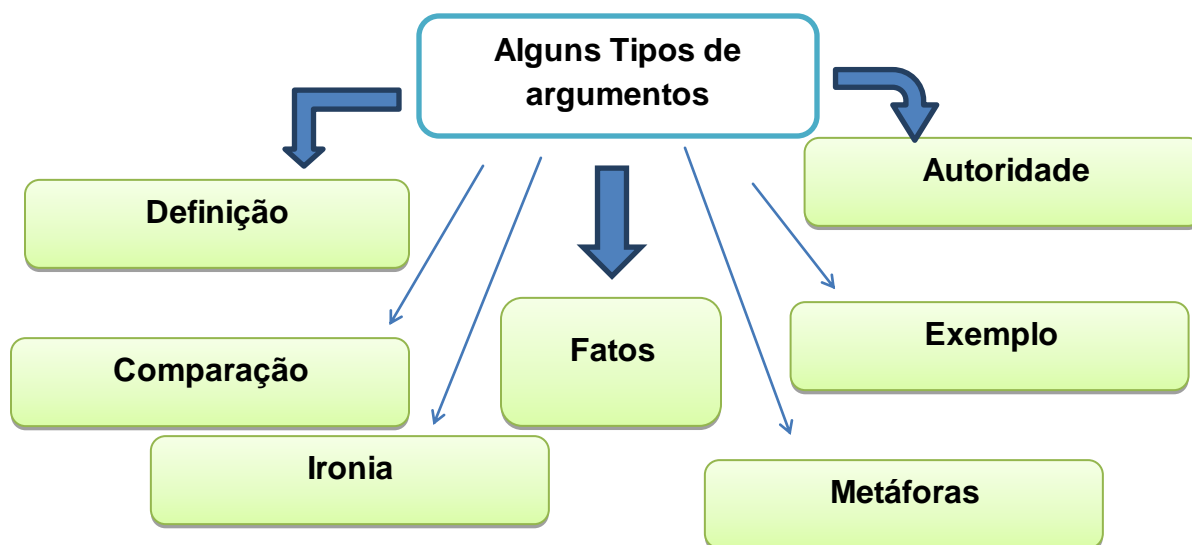 Alguns Tipos de
argumentos
Autoridade
Definição
Exemplo
Fatos
Comparação
Ironia
Metáforas